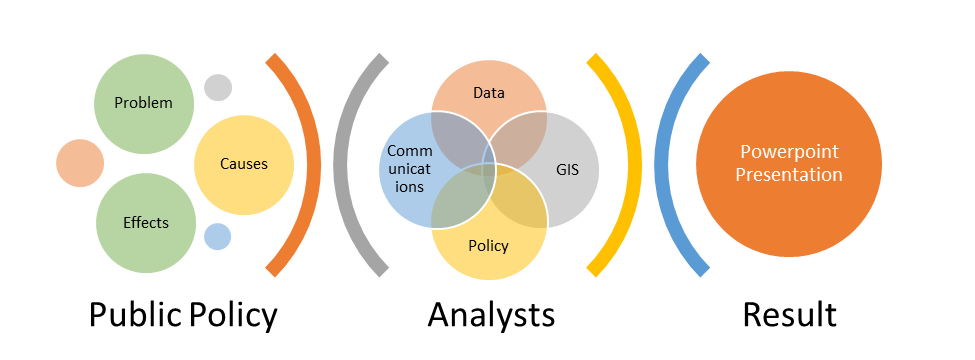 Problem
Causes
Effects
Public Policy
Data
Comm
unicat
ions
GIS
Policy
Analysts
Powerpoint
Presentation
Result